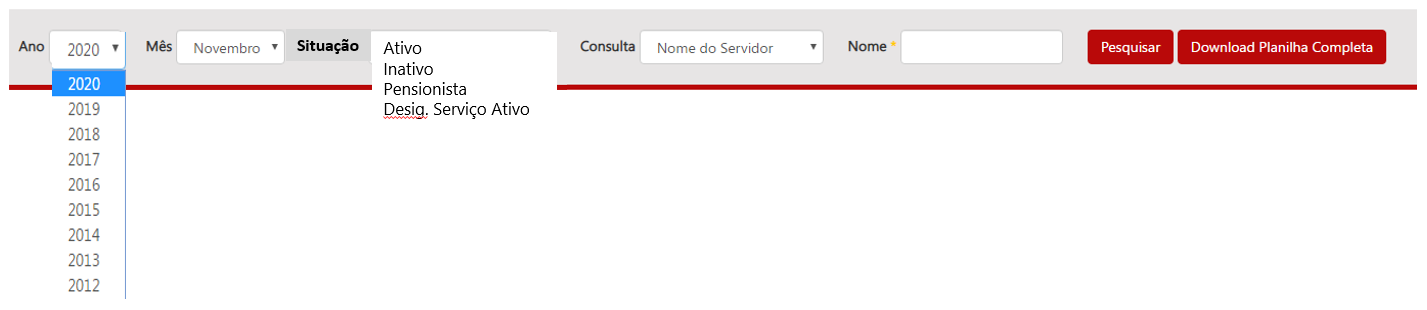 Ano 2020 Mês Novembro Situação Ativo Consulta Nome do Servidor Nome * Pesquisar Download Planilha Completa
Inativo
Pensionista
Desig. Serviço Ativo
2020
2019
2018
2017
2016
2015
2014
2013
2012